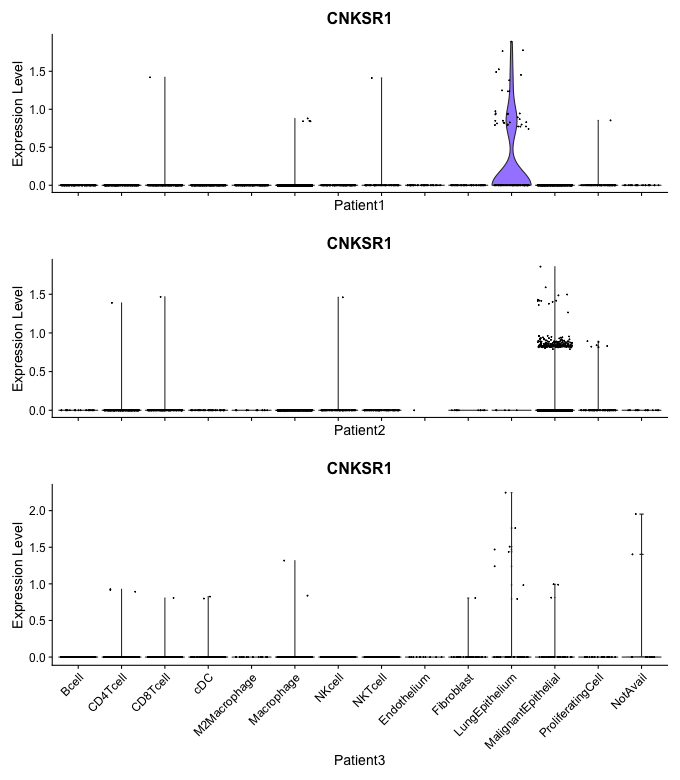 CNKSR1
Expression Level
1.5
1.0
0.5
0.0
Patient1
CNKSR1
Expression Level
1.5
1.0
0.5
0.0
Patient2
CNKSR1
Expression Level
2.0
1.5
1.0
0.5
0.0
Bcell
CD4Tcell
CD8Tcell
cDC
M2Macrophage
Macrophage
NKcell
NKTcell
Endothelium
Fibroblast
LungEpithelium
MalignantEpithelial
ProliferatingCell
NotAvail
Patient3